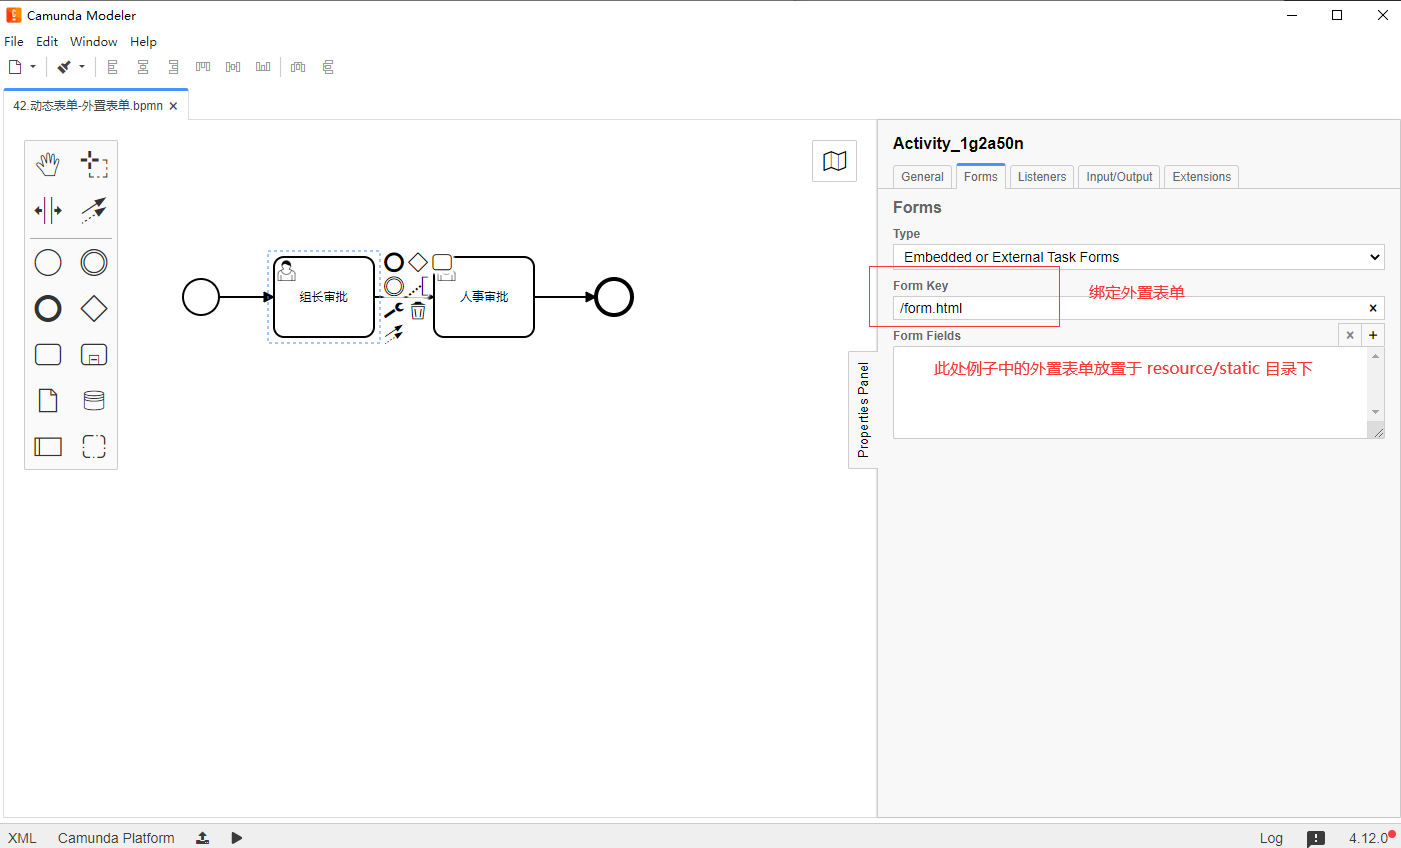 Camunda Modeler
File Edit Window Help
42.动态表单-外置表单.bpmn ×
Activity_1g2a50n
General Forms Listeners Input/Output Extensions
Forms
Type
Embedded or External Task Forms
Form Key
绑定外置表单
/form.html ×
Form Fields × +
此处例子中的外置表单放置于 resource/static 目录下
组长审批 人事审批
Properties Panel
XML Camunda Platform Log 4.12.0